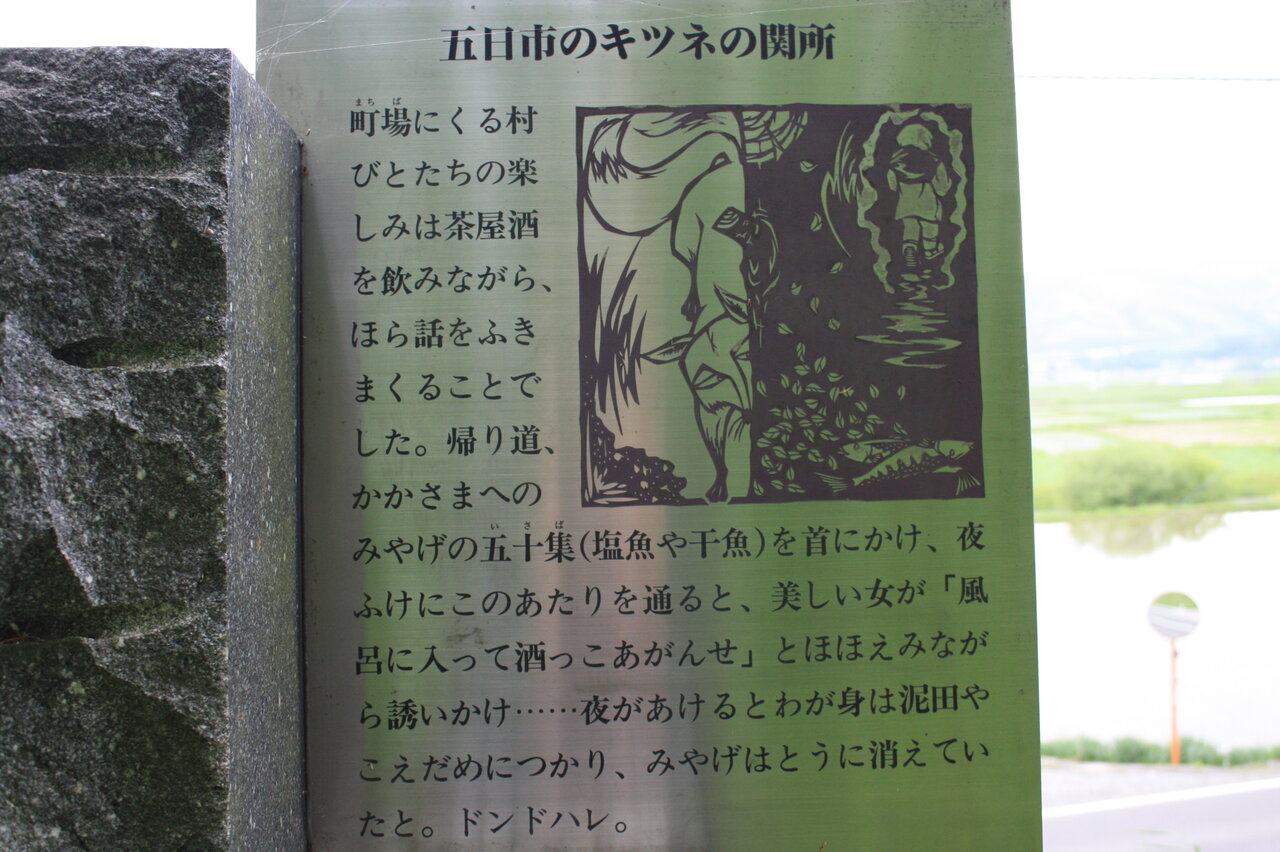 五日市のキツネの関所
まちば
町場にくる村
びとたちの楽
しみは茶屋酒
を飲みながら、
ほら話をふき
まくることで
した。帰り道、
かかさまへの
いさば
みやげの五十集(塩魚や干魚)を首にかけ、夜
ふけにこのあたりを通ると、美しい女が「風
呂に入って酒っこあがんせ」とほほえみなが
ら誘いかけ……夜があけるとわが身は泥田や
こえだめにつかり、みやげはとうに消えてい
たと。ドンドハレ。